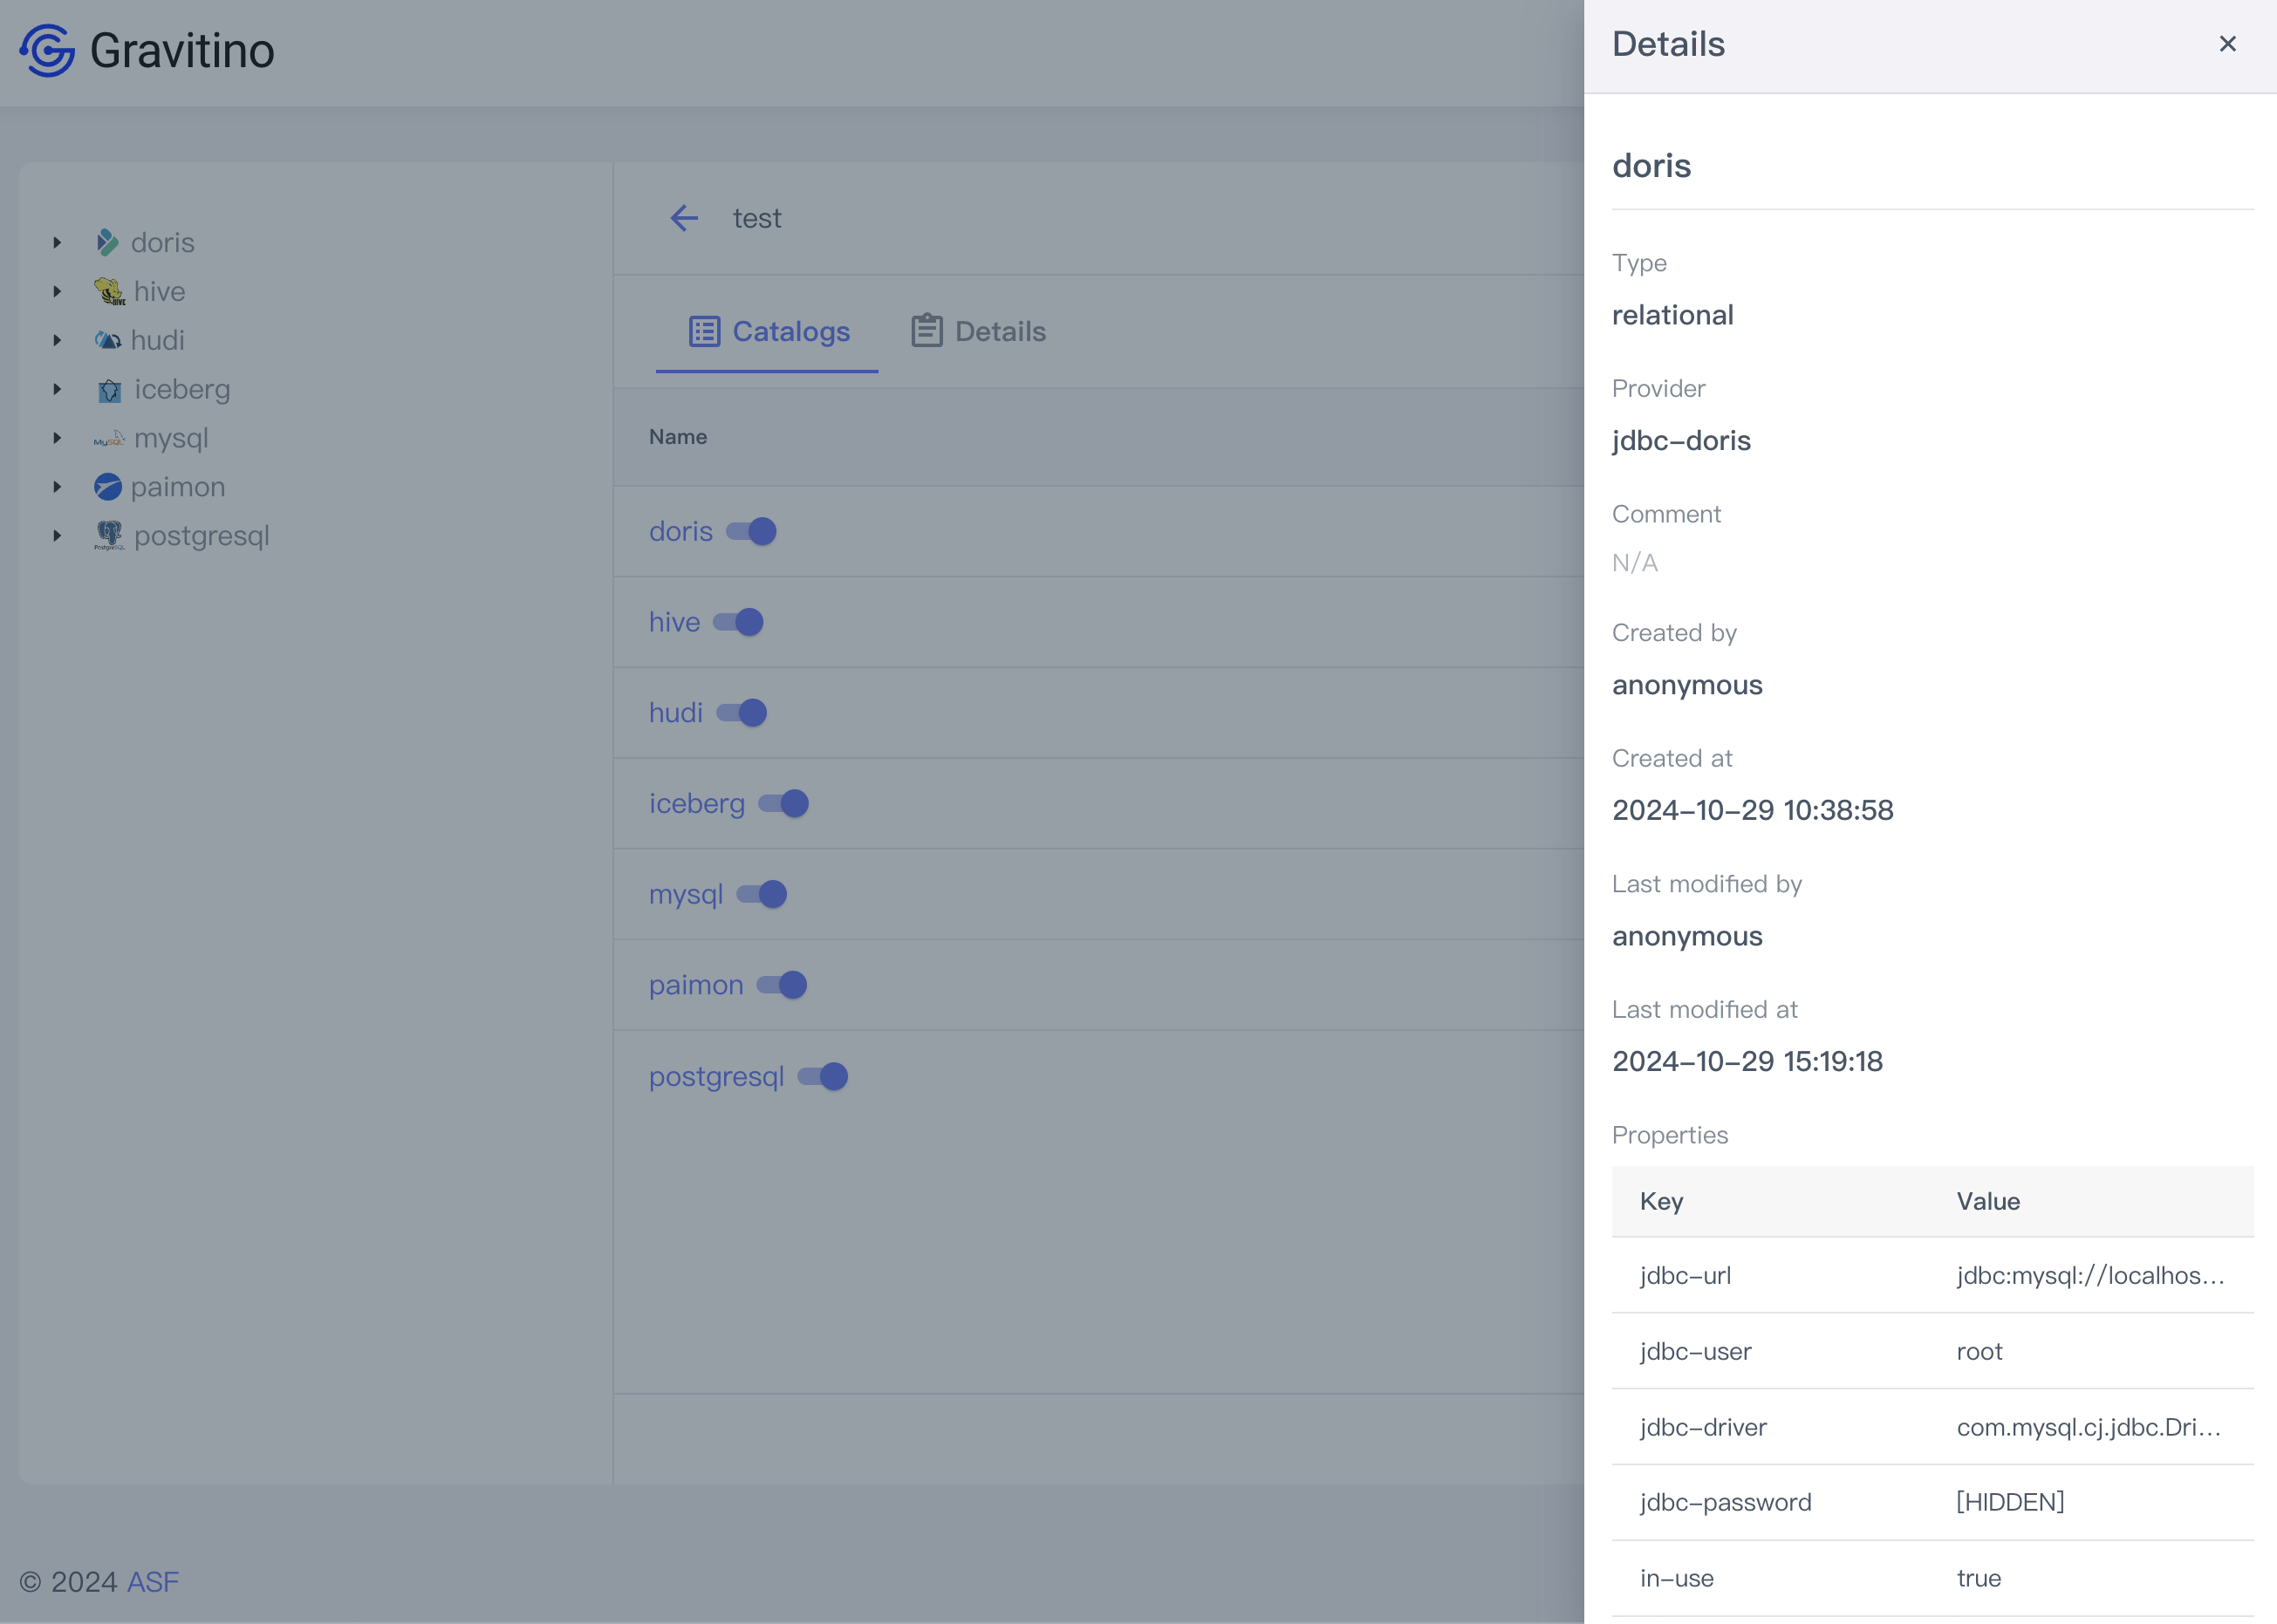 Gravitino
doris
hive
hudi
iceberg
mysql
paimon
postgresql
test
Catalogs
Details
Name
doris
hive
hudi
iceberg
mysql
paimon
postgresql
© 2024 ASF
Details
doris
Type
relational
Provider
jdbc-doris
Comment
N/A
Created by
anonymous
Created at
2024-10-29 10:38:58
Last modified by
anonymous
Last modified at
2024-10-29 15:19:18
Properties
Key Value
jdbc-url jdbc:mysql://localhos...
jdbc-user root
jdbc-driver com.mysql.cj.jdbc.Dri...
jdbc-password [HIDDEN]
in-use true